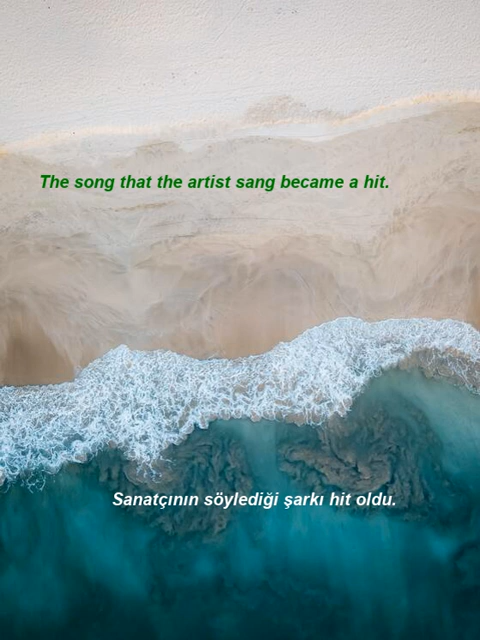 The song that the artist sang became a hit.
Sanatçının söylediği şarkı hit oldu.